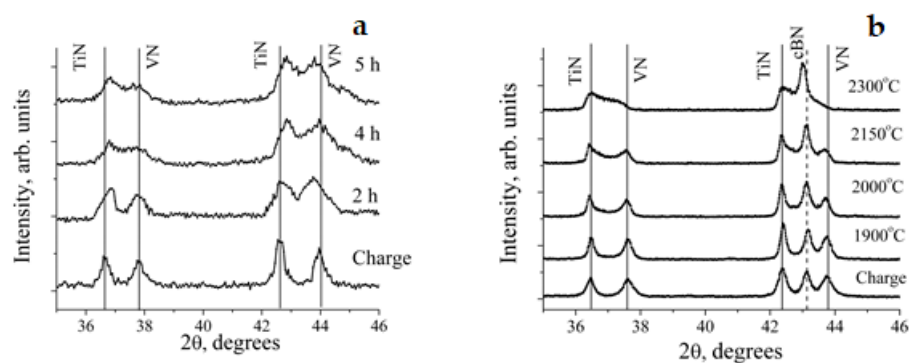 a
TiN
VN
TiN
VN
5 h
4 h
2 h
Charge
Intensity, arb. units
36 38 40 42 44 46
2θ, degrees
b
TiN
VN
TiN
cBN
VN
2300°C
2150°C
2000°C
1900°C
Charge
Intensity, arb. units
36 38 40 42 44 46
2θ, degrees